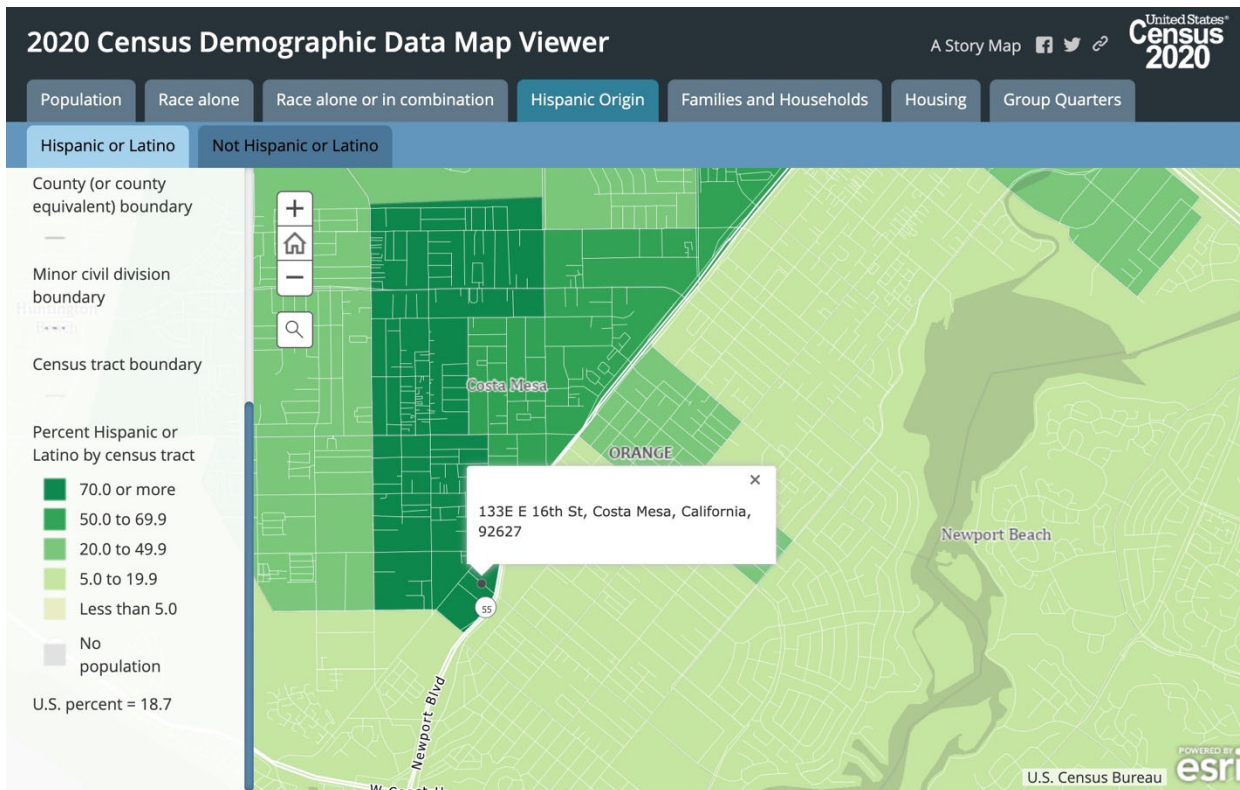 2020 Census Demographic Data Map Viewer
A Story Map
United States®
Census
2020
Population
Race alone
Race alone or in combination
Hispanic Origin
Families and Households
Housing
Group Quarters
Hispanic or Latino
Not Hispanic or Latino
County (or county
equivalent) boundary
Minor civil division
boundary
Census tract boundary
Percent Hispanic or
Latino by census tract
70.0 or more
50.0 to 69.9
20.0 to 49.9
5.0 to 19.9
Less than 5.0
No
population
U.S. percent = 18.7
Costa Mesa
ORANGE
133E E 16th St, Costa Mesa, California,
92627
Newport Beach
55
Newport Blvd
U.S. Census Bureau
POWERED BY
esri